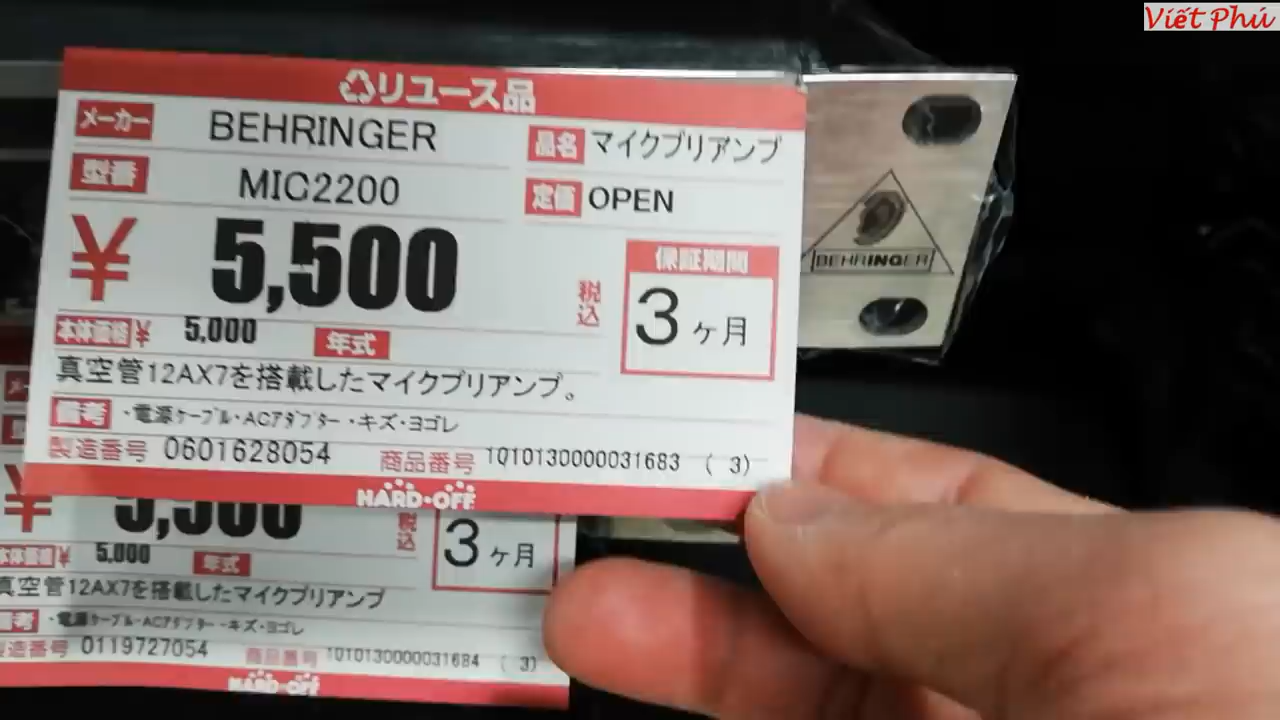 Việt Phú
リユース品
メーカー BEHRINGER
品名 マイクプリアンプ
型番 MIC2200
定価 OPEN
¥5,500 税込
保証期間
3ヶ月
本体価格¥ 5,000 年式
真空管12AX7を搭載したマイクプリアンプ。
備考 ・電源ケーブル・ACアダプター・キズ・ヨゴレ
製造番号 0601628054 商品番号 1010130000031683 (3)
HARD-OFF
BEHRINGER
¥ 5,500 税込
3ヶ月
本体価格¥ 5,000 年式
真空管12AX7を搭載したマイクプリアンプ
備考 ・電源ケーブル・ACアダプター・キズ・ヨゴレ
製造番号 0119727054 商品番号 1010130000031684 (3)
HARD-OFF